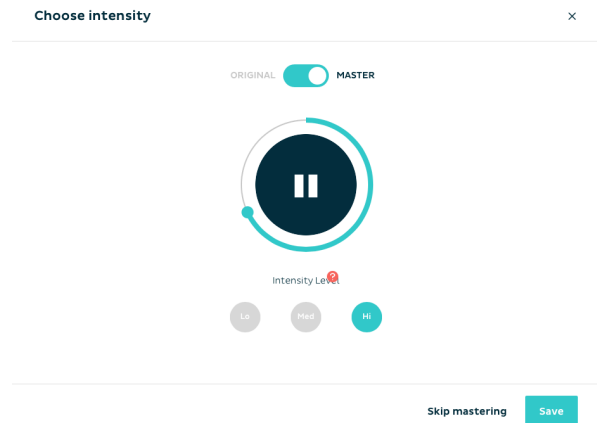 Choose intensity
ORIGINAL MASTER
Intensity Level
?
Lo Med Hi
Skip mastering Save